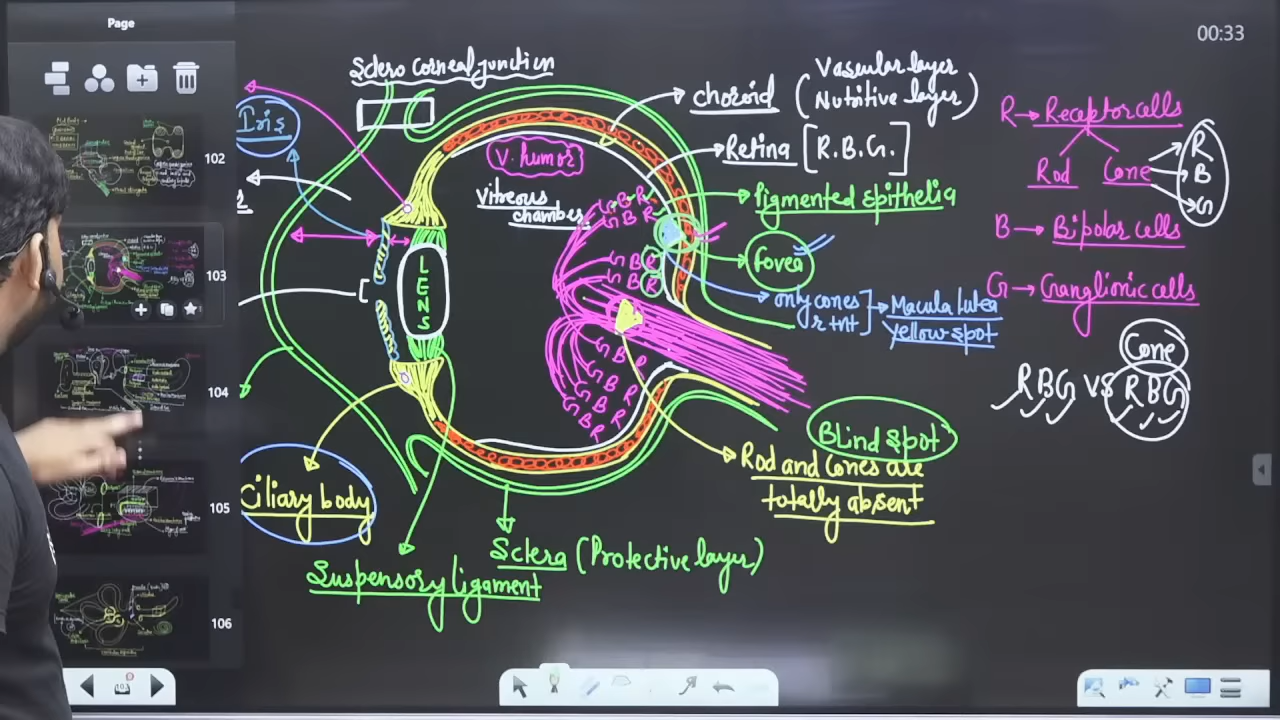 Page
00:33
102
103
104
105
106
Sclero corneal junction
Iris
V. humor
Vitreous
chamber
LENS
choroid (Vascular layer
Nutritive layer)
Retina [R.B.G.]
Pigmented epithelia
Fovea
only cones
r tnt
Macula lutea
Yellow spot
G B R
G B R
G B R
G B R
G B R
G B R
G B R
G B R
Blind spot
Rod and Cones are
totally absent
Ciliary body
Suspensory ligament
Sclera (Protective layer)
R → Receptor cells
Rod Cone
R
B
G
B → Bipolar cells
G → Ganglionic cells
Cone
RBG VS RBG